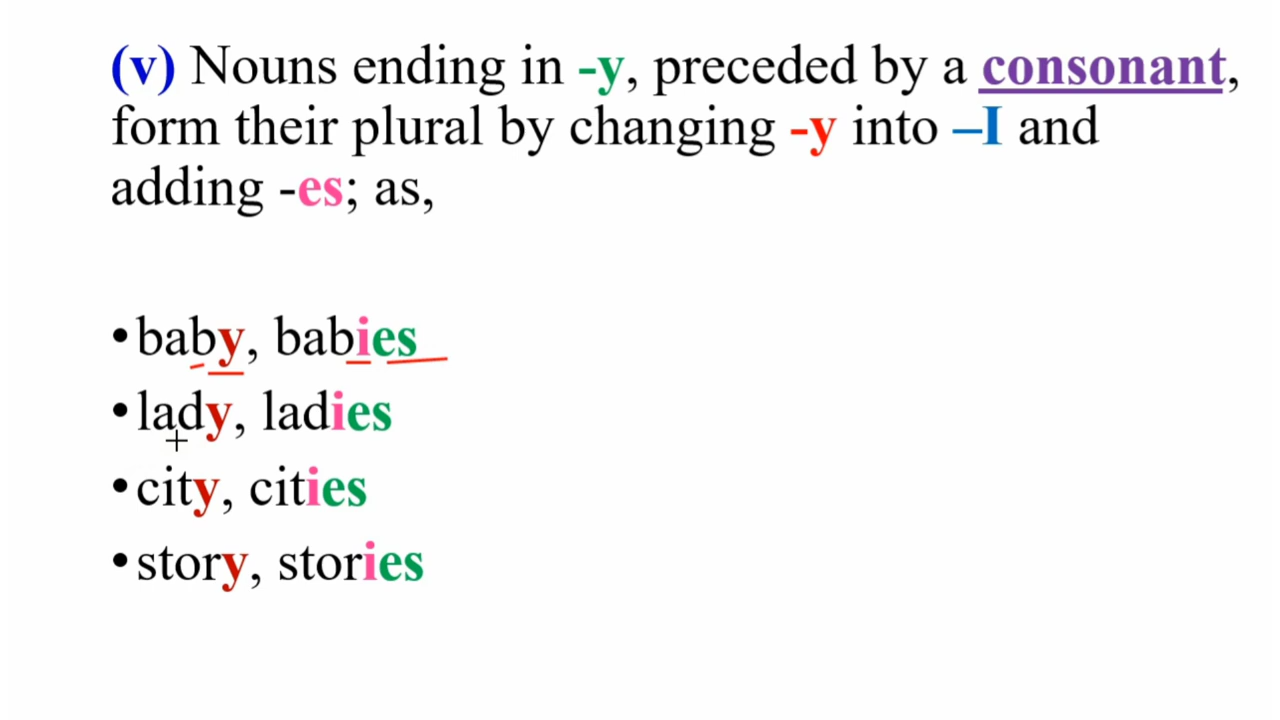 (v) Nouns ending in -y, preceded by a consonant,
form their plural by changing -y into –I and
adding -es; as,
•baby, babies
•lady, ladies
•city, cities
•story, stories